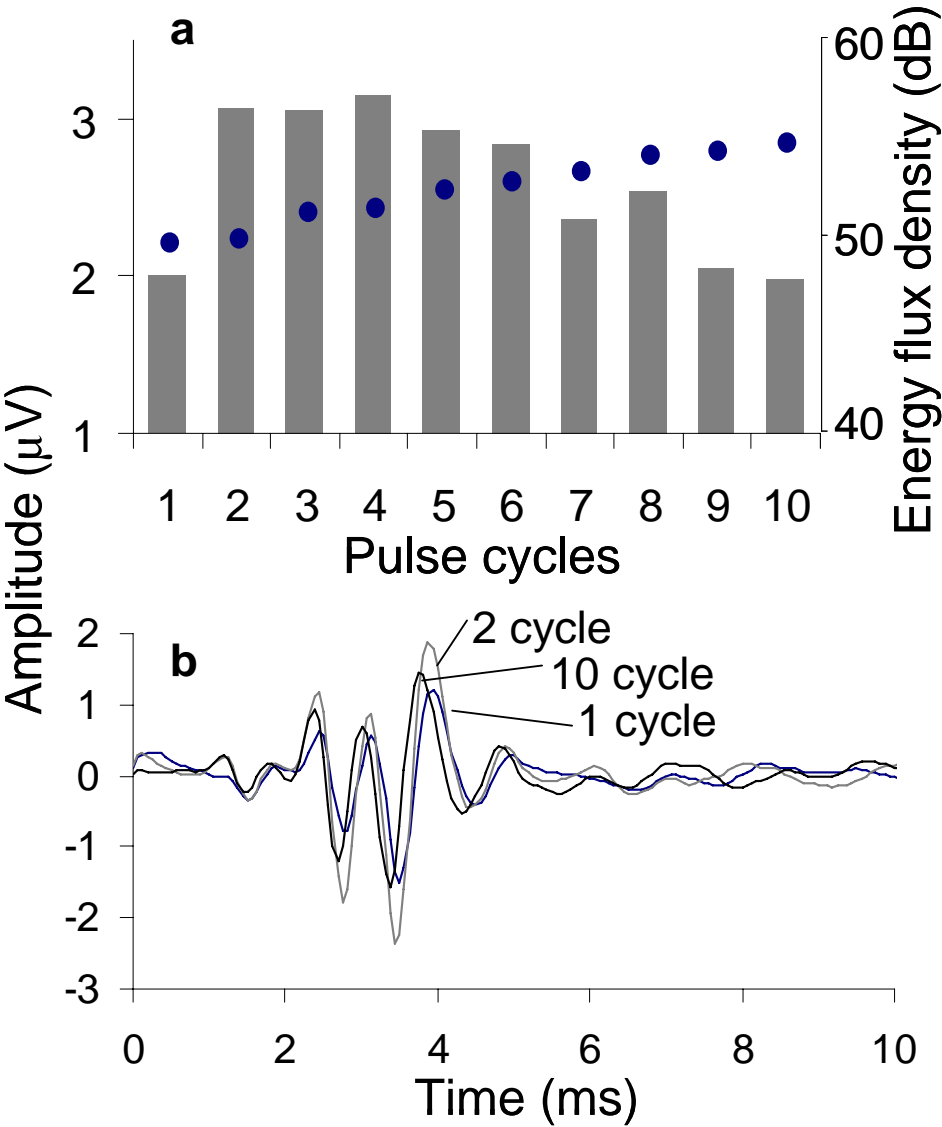 a
60
3
50
2
1
40
Energy flux density (dB)
Amplitude (μV)
1 2 3 4 5 6 7 8 9 10
Pulse cycles
b
2 cycle
10 cycle
1 cycle
2
1
0
-1
-2
-3
0 2 4 6 8 10
Time (ms)